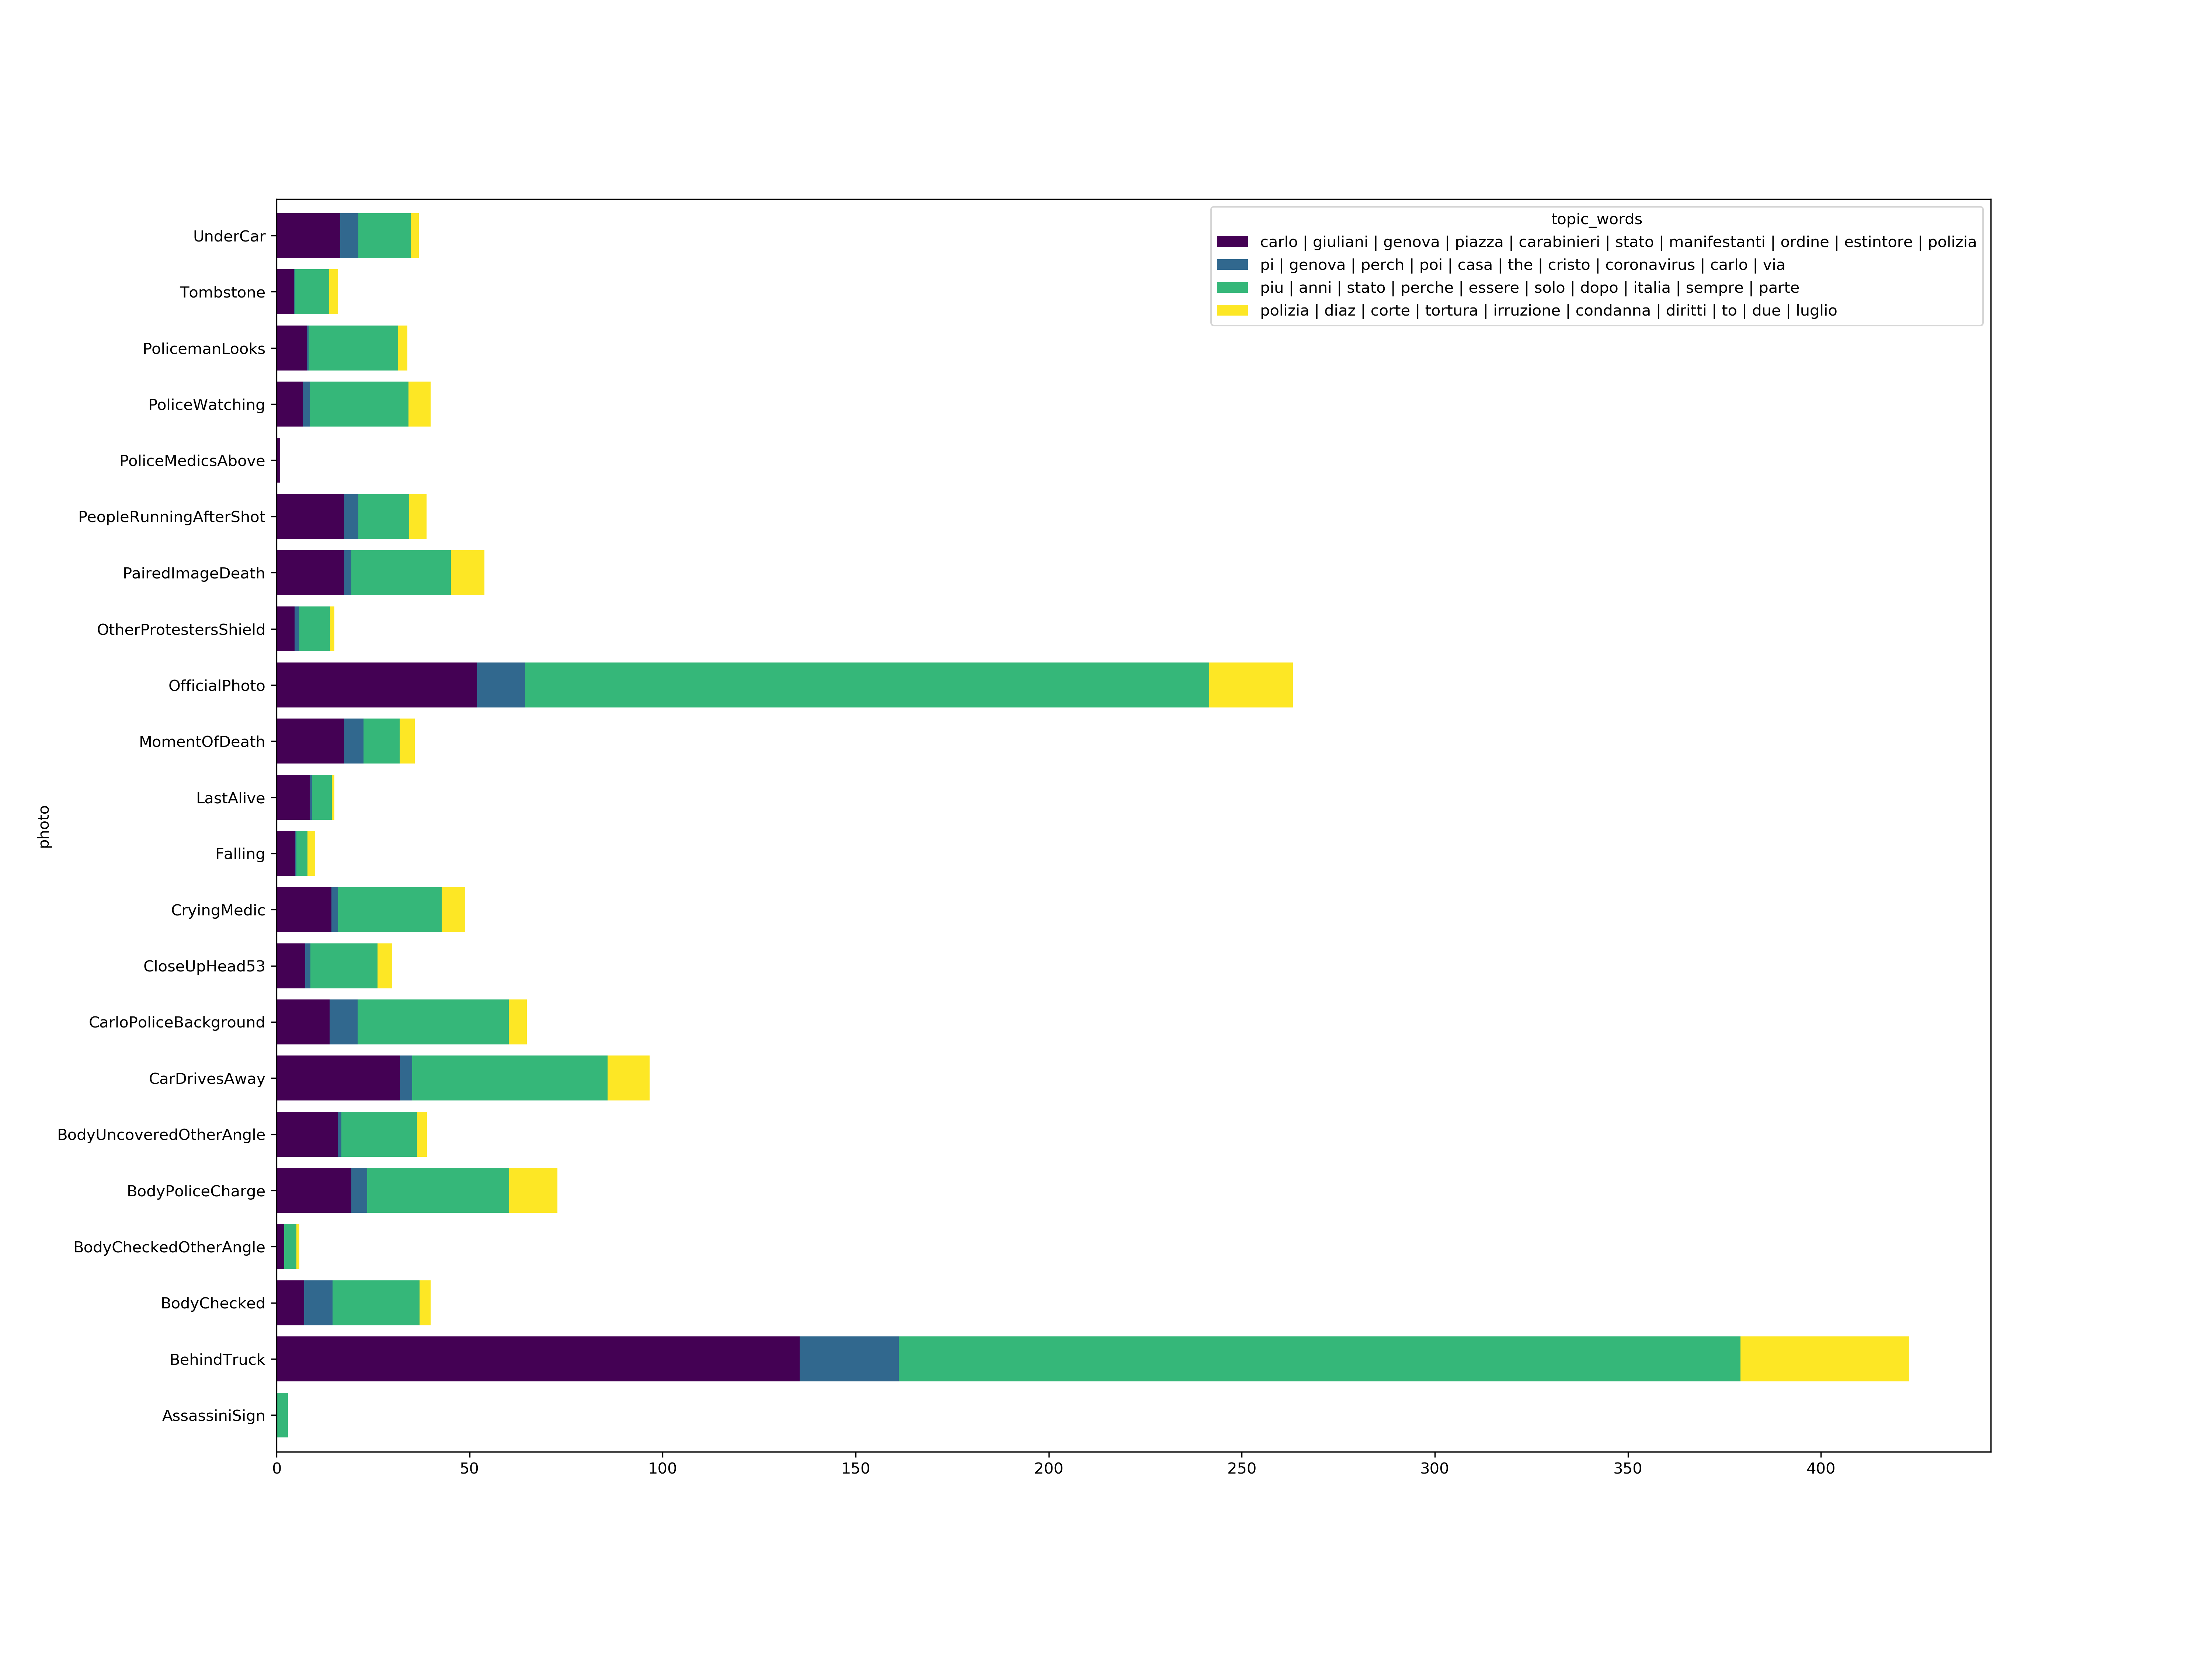 topic_words
carlo | giuliani | genova | piazza | carabinieri | stato | manifestanti | ordine | estintore | polizia
pi | genova | perch | poi | casa | the | cristo | coronavirus | carlo | via
piu | anni | stato | perche | essere | solo | dopo | italia | sempre | parte
polizia | diaz | corte | tortura | irruzione | condanna | diritti | to | due | luglio
UnderCar
Tombstone
PolicemanLooks
PoliceWatching
PoliceMedicsAbove
PeopleRunningAfterShot
PairedImageDeath
OtherProtestersShield
OfficialPhoto
MomentOfDeath
LastAlive
Falling
CryingMedic
CloseUpHead53
CarloPoliceBackground
CarDrivesAway
BodyUncoveredOtherAngle
BodyPoliceCharge
BodyCheckedOtherAngle
BodyChecked
BehindTruck
AssassiniSign
photo
0 50 100 150 200 250 300 350 400